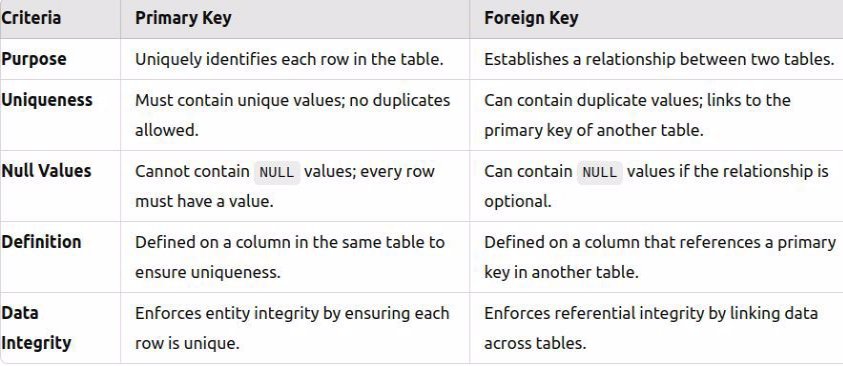 Criteria Primary Key Foreign Key
Purpose Uniquely identifies each row in the table. Establishes a relationship between two tables.
Uniqueness Must contain unique values; no duplicates allowed. Can contain duplicate values; links to the primary key of another table.
Null Values Cannot contain NULL values; every row must have a value. Can contain NULL values if the relationship is optional.
Definition Defined on a column in the same table to ensure uniqueness. Defined on a column that references a primary key in another table.
Data Integrity Enforces entity integrity by ensuring each row is unique. Enforces referential integrity by linking data across tables.